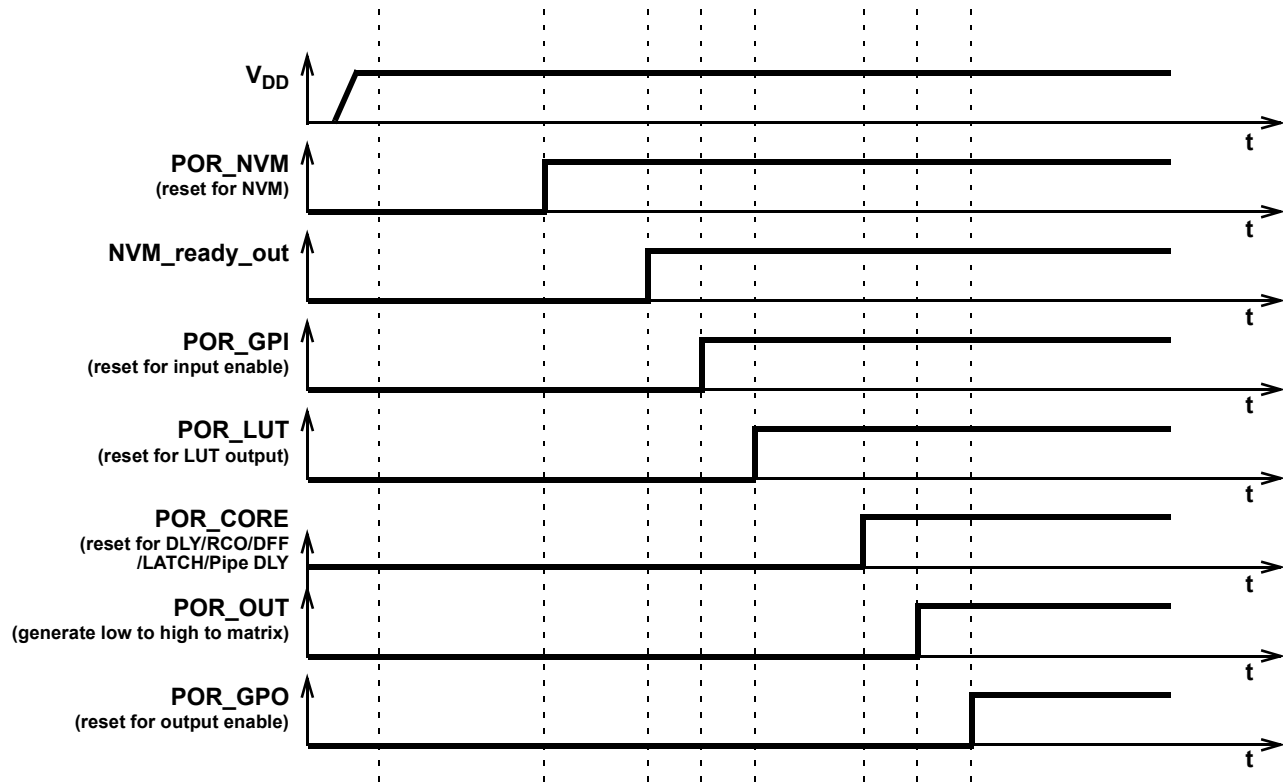 VDD
t
POR_NVM
(reset for NVM)
t
NVM_ready_out
t
POR_GPI
(reset for input enable)
t
POR_LUT
(reset for LUT output)
t
POR_CORE
(reset for DLY/RCO/DFF
/LATCH/Pipe DLY
t
POR_OUT
(generate low to high to matrix)
t
POR_GPO
(reset for output enable)
t